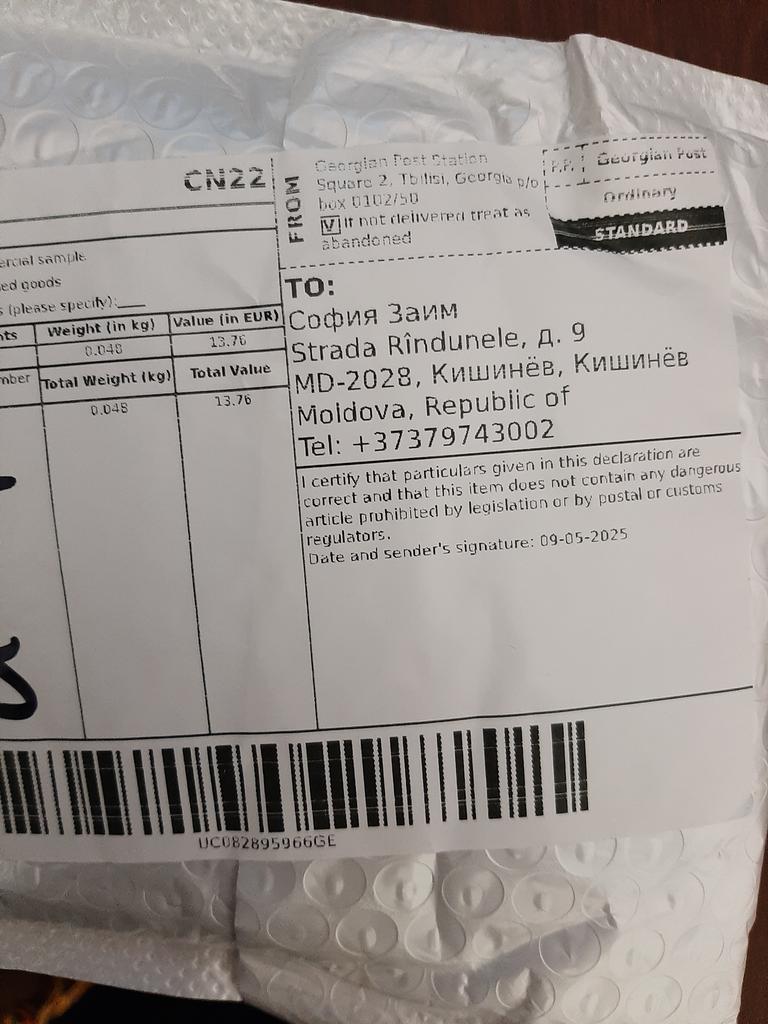 CN22
FROM
Georgian Post Station
Square 2, Tbilisi, Georgia p/o
box 0102/50
V If not delivered treat as
abandoned
P.P.
Georgian Post
Ordinary
STANDARD
ercial sample
ed goods
s (please specify):___
nts Weight (in kg) Value (in EUR)
0.048 13.76
mber Total Weight (kg) Total Value
0.048 13.76
TO:
София Заим
Strada Rîndunele, д. 9
MD-2028, Кишинёв, Кишинёв
Moldova, Republic of
Tel: +37379743002
I certify that particulars given in this declaration are
correct and that this item does not contain any dangerous
article prohibited by legislation or by postal or customs
regulators.
Date and sender's signature: 09-05-2025
UC082895966GE